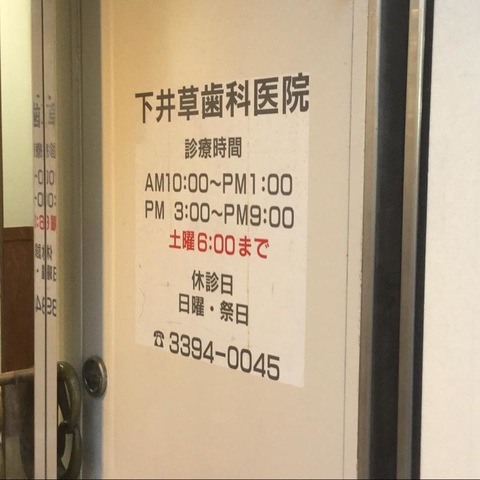 下井草歯科医院
診療時間
AM10:00～PM1:00
PM 3:00～PM9:00
土曜6:00まで
休診日
日曜・祭日
☎3394-0045